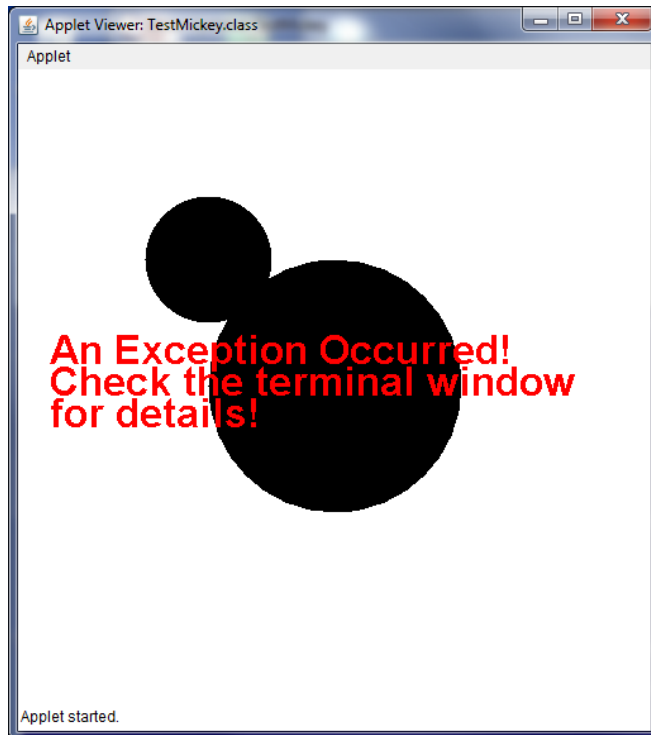 Applet Viewer: TestMickey.class
Applet
An Exception Occurred!
Check the terminal window
for details!
Applet started.